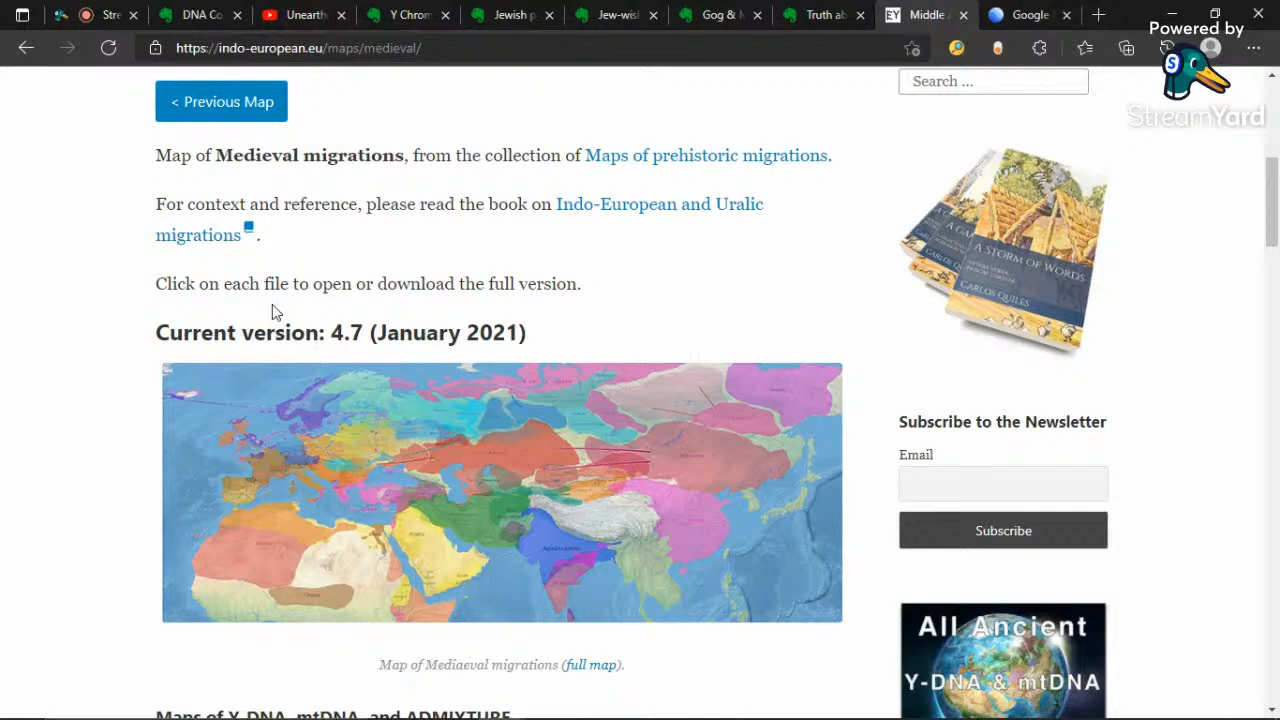 Stre
DNA Co
Unearth
Y Chrom
Jewish p
Jew-wish
Gog & M
Truth ab
EY
Middle A
Google
https://indo-european.eu/maps/medieval/
Powered by
S
StreamYard
< Previous Map
Search ...
Map of Medieval migrations, from the collection of Maps of prehistoric migrations.
For context and reference, please read the book on Indo-European and Uralic
migrations .
Click on each file to open or download the full version.
Current version: 4.7 (January 2021)
A STORM OF WORDS
CARLOS QUILES
Subscribe to the Newsletter
Email
Subscribe
Map of Mediaeval migrations (full map).
All Ancient
Y-DNA & mtDNA
Maps of Y-DNA, mtDNA, and ADMIXTURE